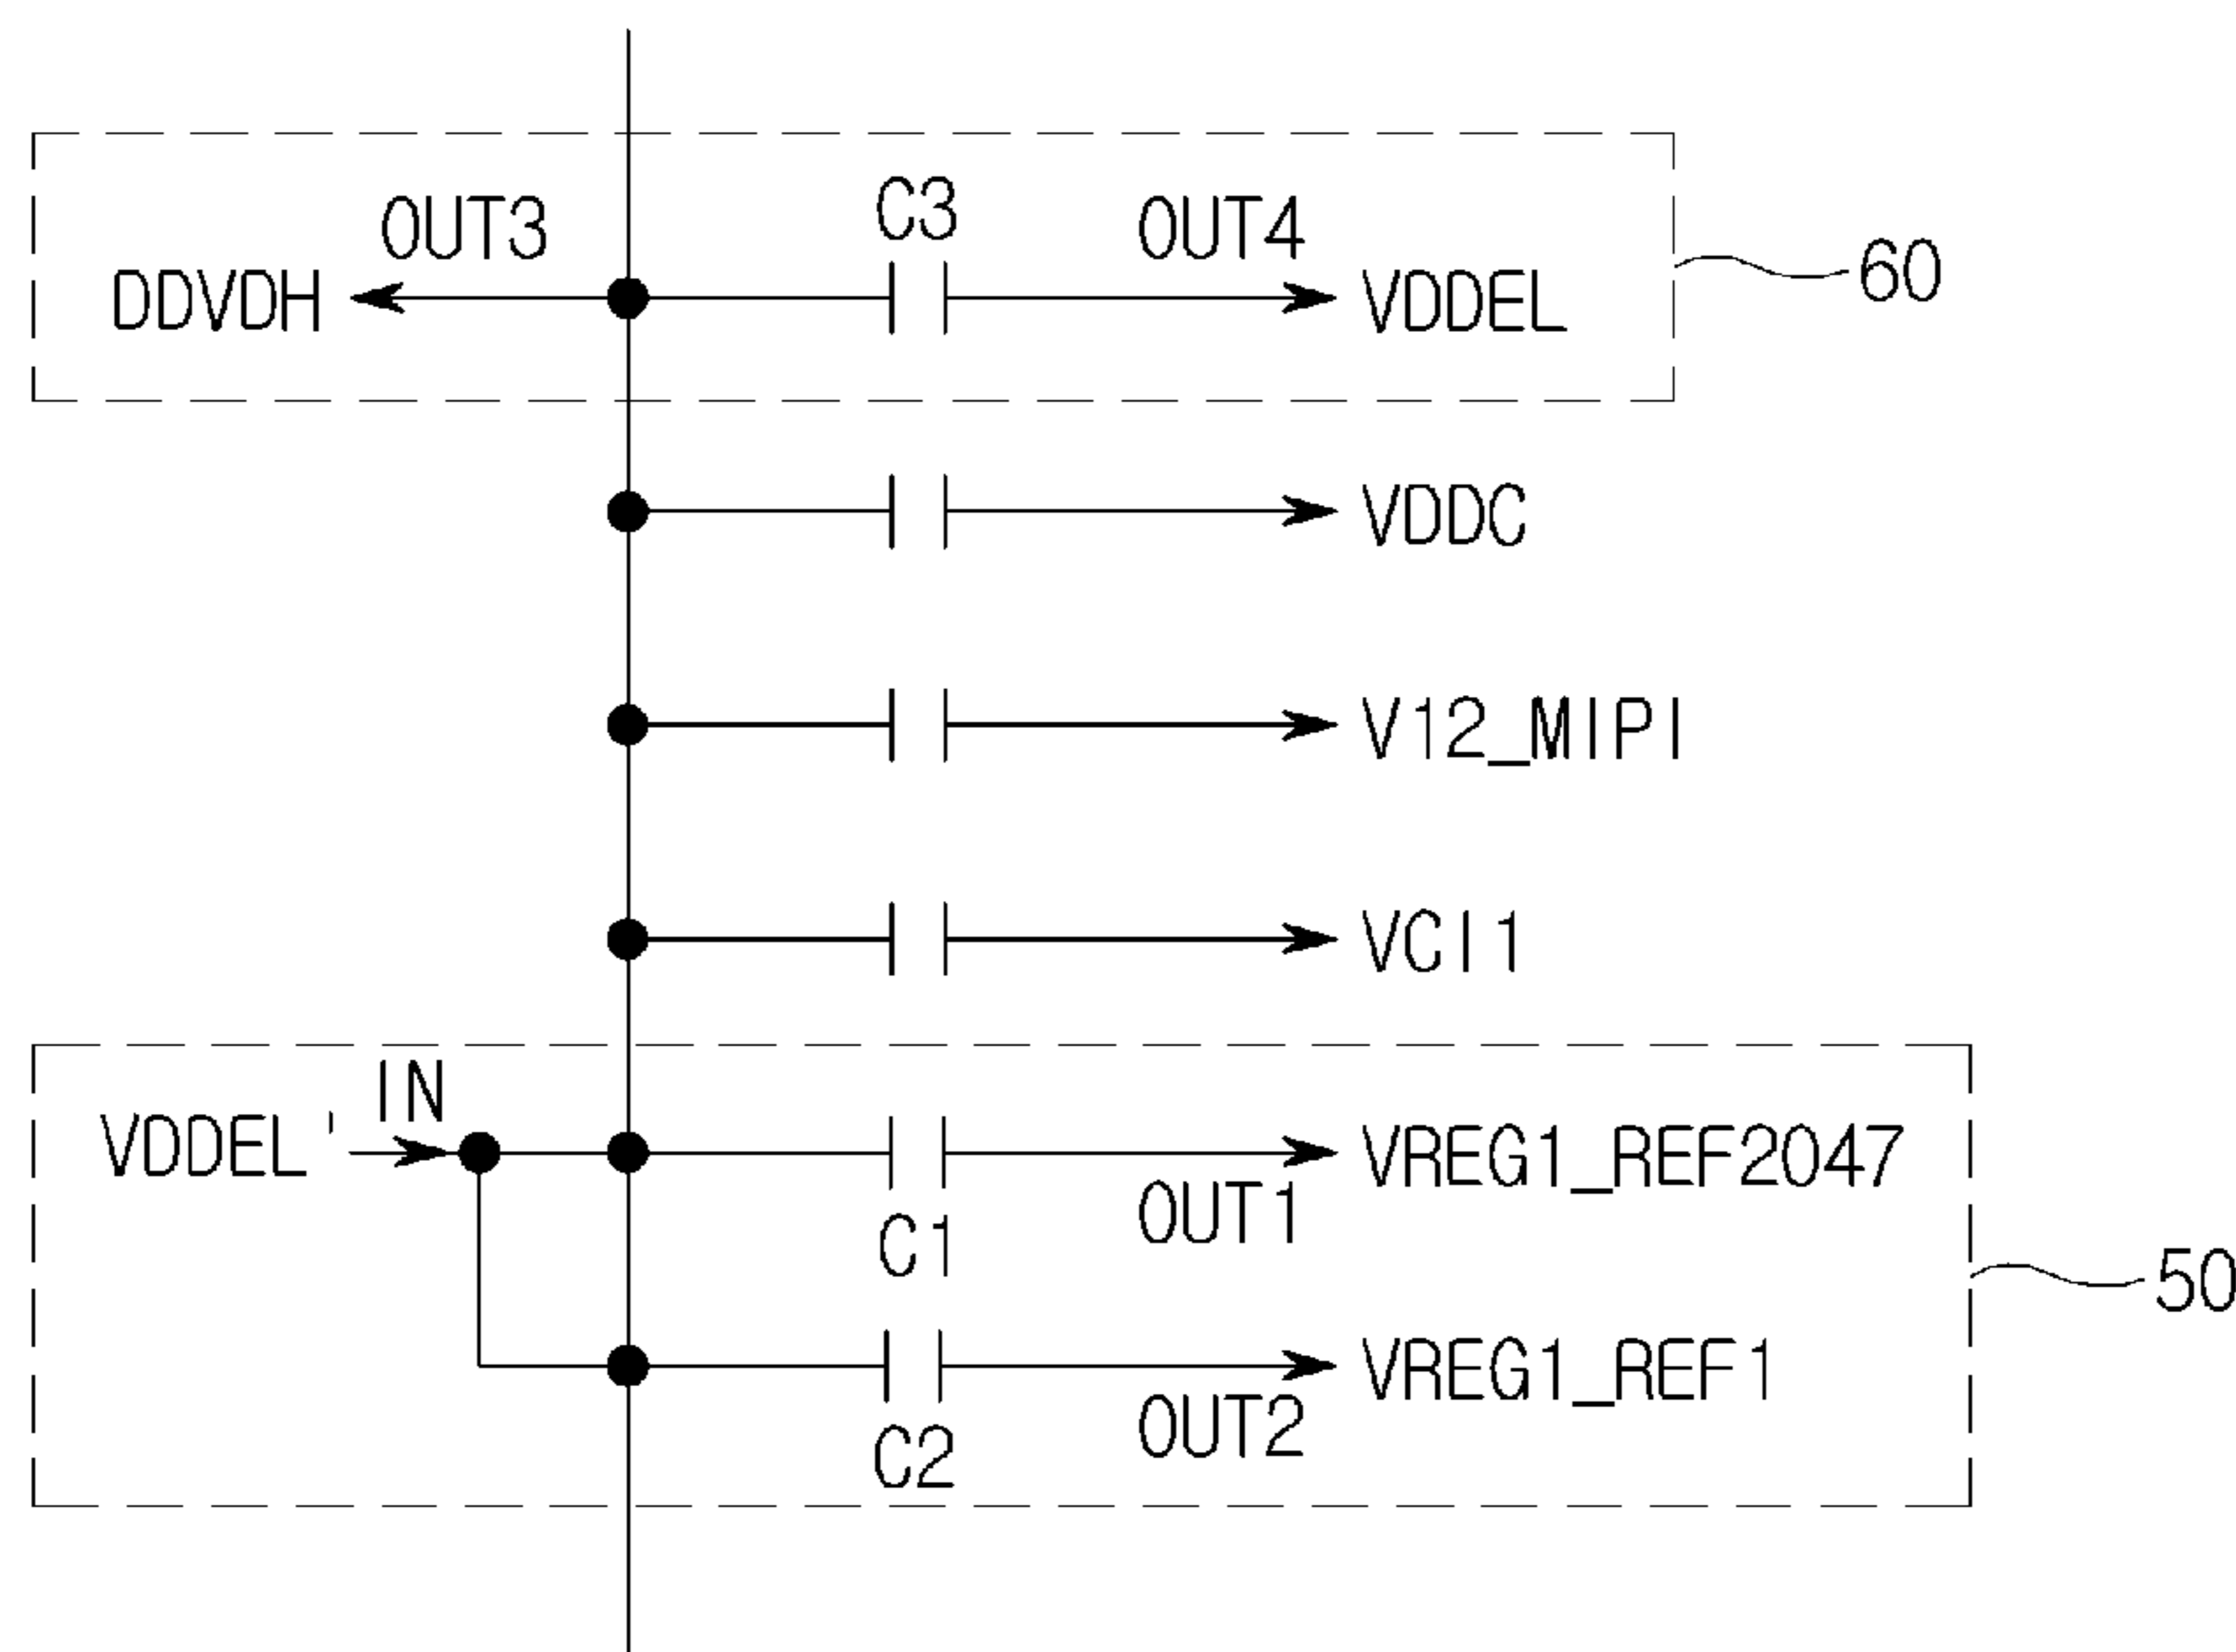 OUT3
C3
OUT4
DDVDH
VDDEL
60
VDDC
V12_MIPI
VCI1
IN
VDDEL'
VREG1_REF2047
C1
OUT1
50
VREG1_REF1
C2
OUT2